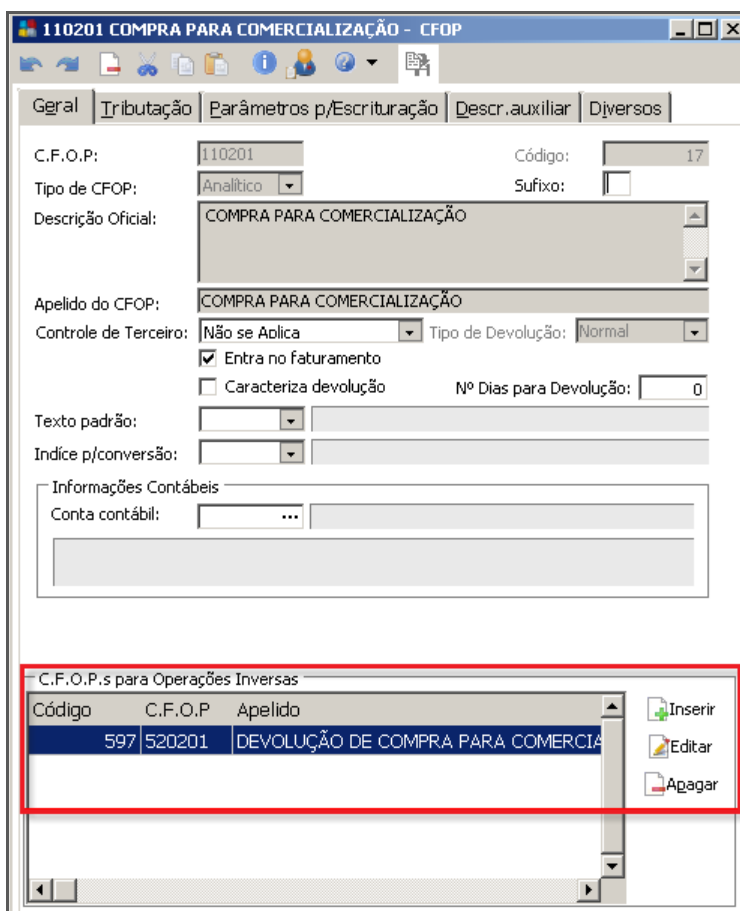 110201 COMPRA PARA COMERCIALIZAÇÃO - CFOP
Geral Tributação Parâmetros p/Escrituração Descr.auxiliar Diversos
C.F.O.P: 110201 Código: 17
Tipo de CFOP: Analítico Sufixo:
Descrição Oficial: COMPRA PARA COMERCIALIZAÇÃO
Apelido do CFOP: COMPRA PARA COMERCIALIZAÇÃO
Controle de Terceiro: Não se Aplica Tipo de Devolução: Normal
Entra no faturamento
Caracteriza devolução Nº Dias para Devolução: 0
Texto padrão:
Indíce p/conversão:
Informações Contábeis
Conta contábil: ...
C.F.O.P.s para Operações Inversas
Código C.F.O.P Apelido Inserir
597 520201 DEVOLUÇÃO DE COMPRA PARA COMERCIA Editar
Apagar